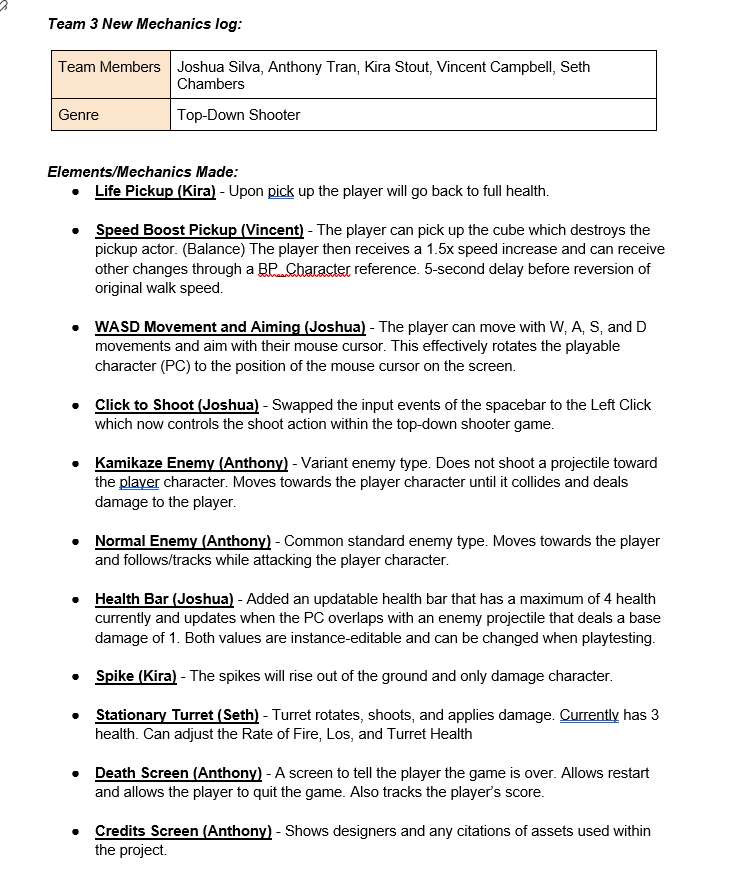 Team 3 New Mechanics log:
Team Members
Joshua Silva, Anthony Tran, Kira Stout, Vincent Campbell, Seth
Chambers
Genre
Top-Down Shooter
Elements/Mechanics Made:
● Life Pickup (Kira) - Upon pick up the player will go back to full health.
● Speed Boost Pickup (Vincent) - The player can pick up the cube which destroys the
pickup actor. (Balance) The player then receives a 1.5x speed increase and can receive
other changes through a BP_Character reference. 5-second delay before reversion of
original walk speed.
● WASD Movement and Aiming (Joshua) - The player can move with W, A, S, and D
movements and aim with their mouse cursor. This effectively rotates the playable
character (PC) to the position of the mouse cursor on the screen.
● Click to Shoot (Joshua) - Swapped the input events of the spacebar to the Left Click
which now controls the shoot action within the top-down shooter game.
● Kamikaze Enemy (Anthony) - Variant enemy type. Does not shoot a projectile toward
the player character. Moves towards the player character until it collides and deals
damage to the player.
● Normal Enemy (Anthony) - Common standard enemy type. Moves towards the player
and follows/tracks while attacking the player character.
● Health Bar (Joshua) - Added an updatable health bar that has a maximum of 4 health
currently and updates when the PC overlaps with an enemy projectile that deals a base
damage of 1. Both values are instance-editable and can be changed when playtesting.
● Spike (Kira) - The spikes will rise out of the ground and only damage character.
● Stationary Turret (Seth) - Turret rotates, shoots, and applies damage. Currently has 3
health. Can adjust the Rate of Fire, Los, and Turret Health
● Death Screen (Anthony) - A screen to tell the player the game is over. Allows restart
and allows the player to quit the game. Also tracks the player's score.
● Credits Screen (Anthony) - Shows designers and any citations of assets used within
the project.